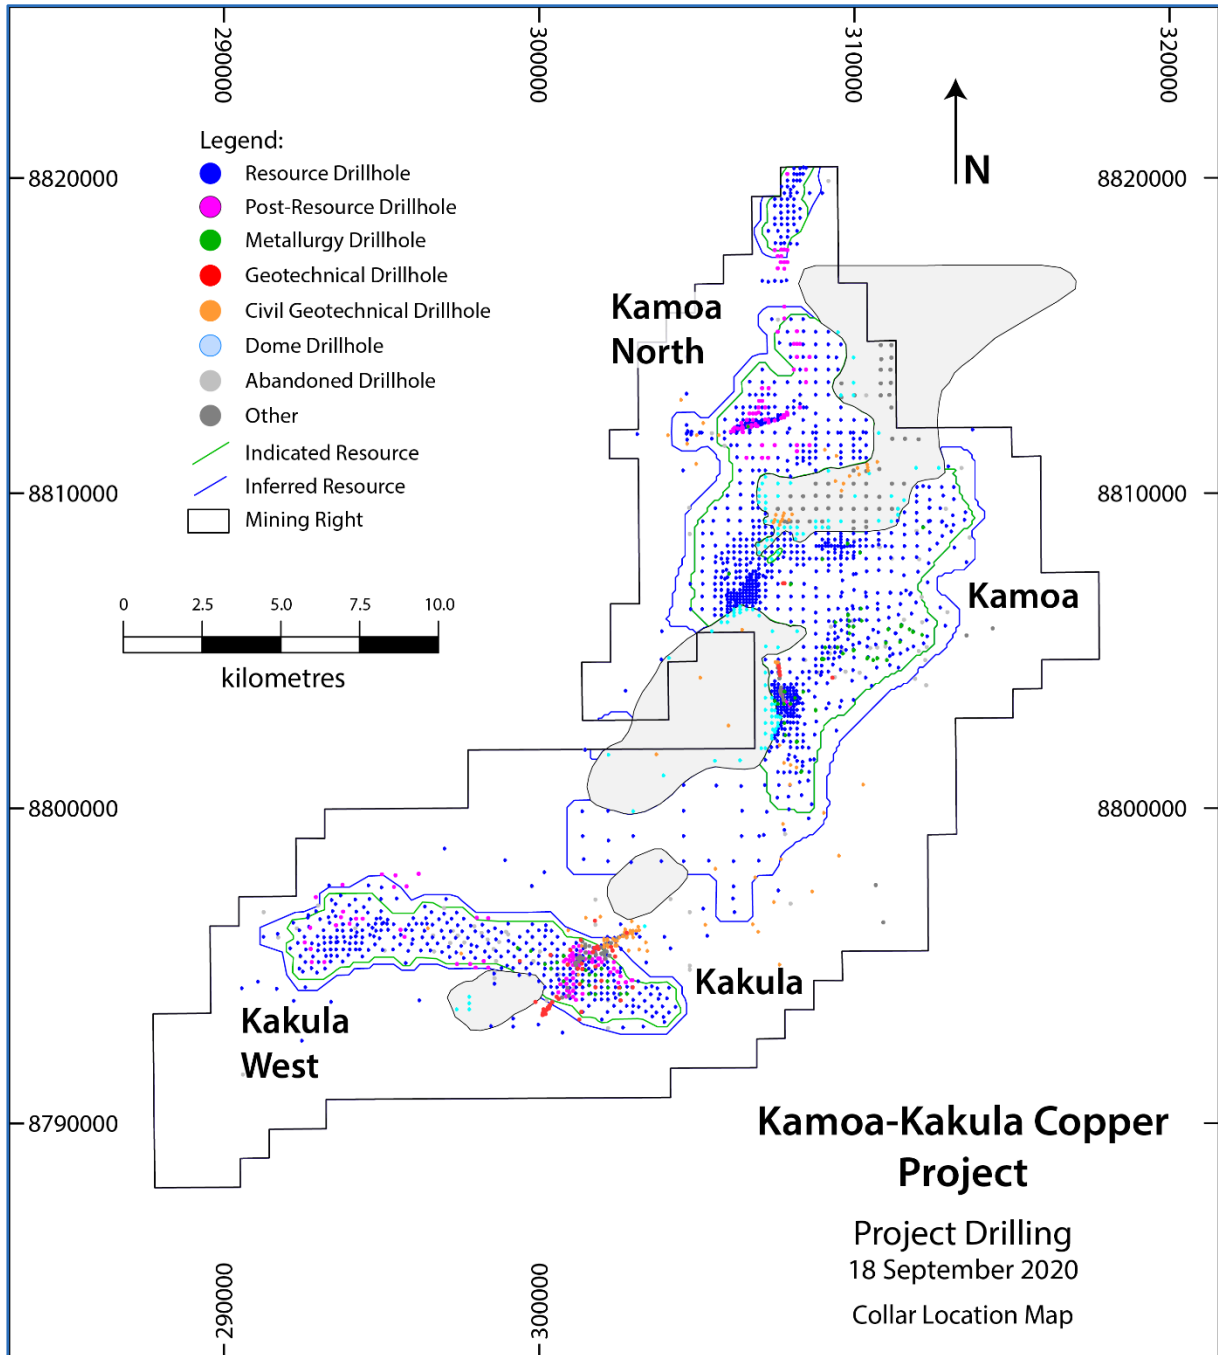 290000
300000
310000
320000
N
Legend:
Resource Drillhole
Post-Resource Drillhole
Metallurgy Drillhole
Geotechnical Drillhole
Civil Geotechnical Drillhole
Dome Drillhole
Abandoned Drillhole
Other
Indicated Resource
Inferred Resource
Mining Right
8820000
8820000
Kamoa
North
8810000
8810000
0 2.5 5.0 7.5 10.0
kilometres
Kamoa
8800000
8800000
Kakula
Kakula
West
8790000
Kamoa-Kakula Copper
Project
Project Drilling
18 September 2020
Collar Location Map
290000
300000